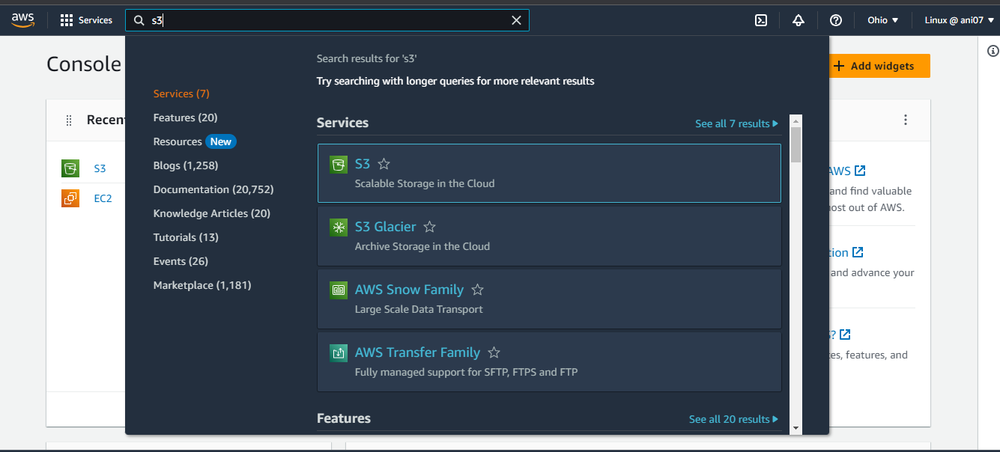 aws
Services
s3
Ohio
Linux @ ani07
Console
Add widgets
Recen
S3
EC2
Search results for 's3'
Try searching with longer queries for more relevant results
Services (7)
Features (20)
Resources New
Blogs (1,258)
Documentation (20,752)
Knowledge Articles (20)
Tutorials (13)
Events (26)
Marketplace (1,181)
Services
See all 7 results
S3
Scalable Storage in the Cloud
S3 Glacier
Archive Storage in the Cloud
AWS Snow Family
Large Scale Data Transport
AWS Transfer Family
Fully managed support for SFTP, FTPS and FTP
Features
See all 20 results
AWS
and find valuable
ost out of AWS.
tion
and advance your
S?
es, features, and